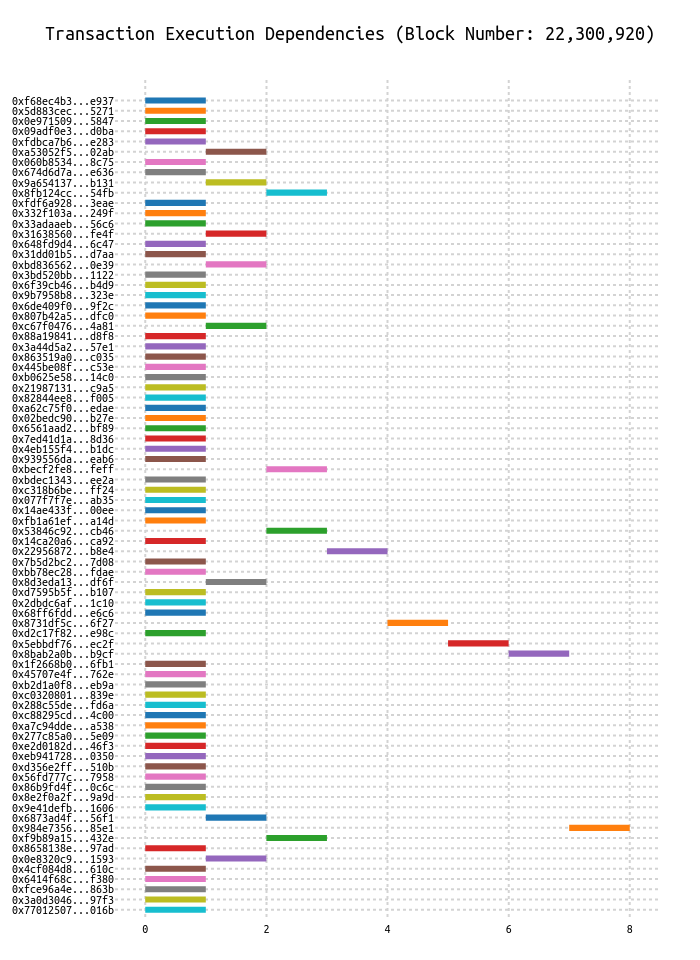 Transaction Execution Dependencies (Block Number: 22,300,920)
0xf68ec4b3...e937
0x5d883cec...5271
0x0e971509...5847
0x09adf0e3...d0ba
0xfdbca7b6...e283
0xa53052f5...02ab
0x060b8534...8c75
0x674d6d7a...e636
0x9a654137...b131
0x8fb124cc...54fb
0xfdf6a928...3eae
0x332f103a...249f
0x33adaaeb...56c6
0x31638560...fe4f
0x648fd9d4...6c47
0x31dd01b5...d7aa
0xbd836562...0e39
0x3bd520bb...1122
0x6f39cb46...b4d9
0x9b7958b8...323e
0x6de409f0...9f2c
0x807b42a5...dfc0
0xc67f0476...4a81
0x88a19841...d8f8
0x3a44d5a2...57e1
0x863519a0...c035
0x445be08f...c53e
0xb0625e58...14c0
0x21987131...c9a5
0x82844ee8...f005
0xa62c75f0...edae
0x02bedc90...b27e
0x6561aad2...bf89
0x7ed41d1a...8d36
0x4eb155f4...b1dc
0x939556da...eab6
0xbecf2fe8...feff
0xbdec1343...ee2a
0xc318b6be...ff24
0x077f7f7e...ab35
0x14ae433f...00ee
0xfb1a61ef...a14d
0x53846c92...cb46
0x14ca20a6...ca92
0x22956872...b8e4
0x7b5d2bc2...7d08
0xbb78ec28...fdae
0x8d3eda13...df6f
0xd7595b5f...b107
0x2dbdc6af...1c10
0x68ff6fdd...e6c6
0x8731df5c...6f27
0xd2c17f82...e98c
0x5ebbdf76...ec2f
0x8bab2a0b...b9cf
0x1f2668b0...6fb1
0x45707e4f...762e
0xb2d1a0f8...eb9a
0xc0320801...839e
0x288c55de...fd6a
0xc88295cd...4c00
0xa7c94dde...a538
0x277c85a0...5e09
0xe2d0182d...46f3
0xeb941728...0350
0xd356e2ff...510b
0x56fd777c...7958
0x86b9fd4f...0c6c
0x8e2f0a2f...9a9d
0x9e41defb...1606
0x6873ad4f...56f1
0x984e7356...85e1
0xf9b89a15...432e
0x8658138e...97ad
0x0e8320c9...1593
0x4cf084d8...610c
0x6414f68c...f380
0xfce96a4e...863b
0x3a0d3046...97f3
0x77012507...016b
0 2 4 6 8